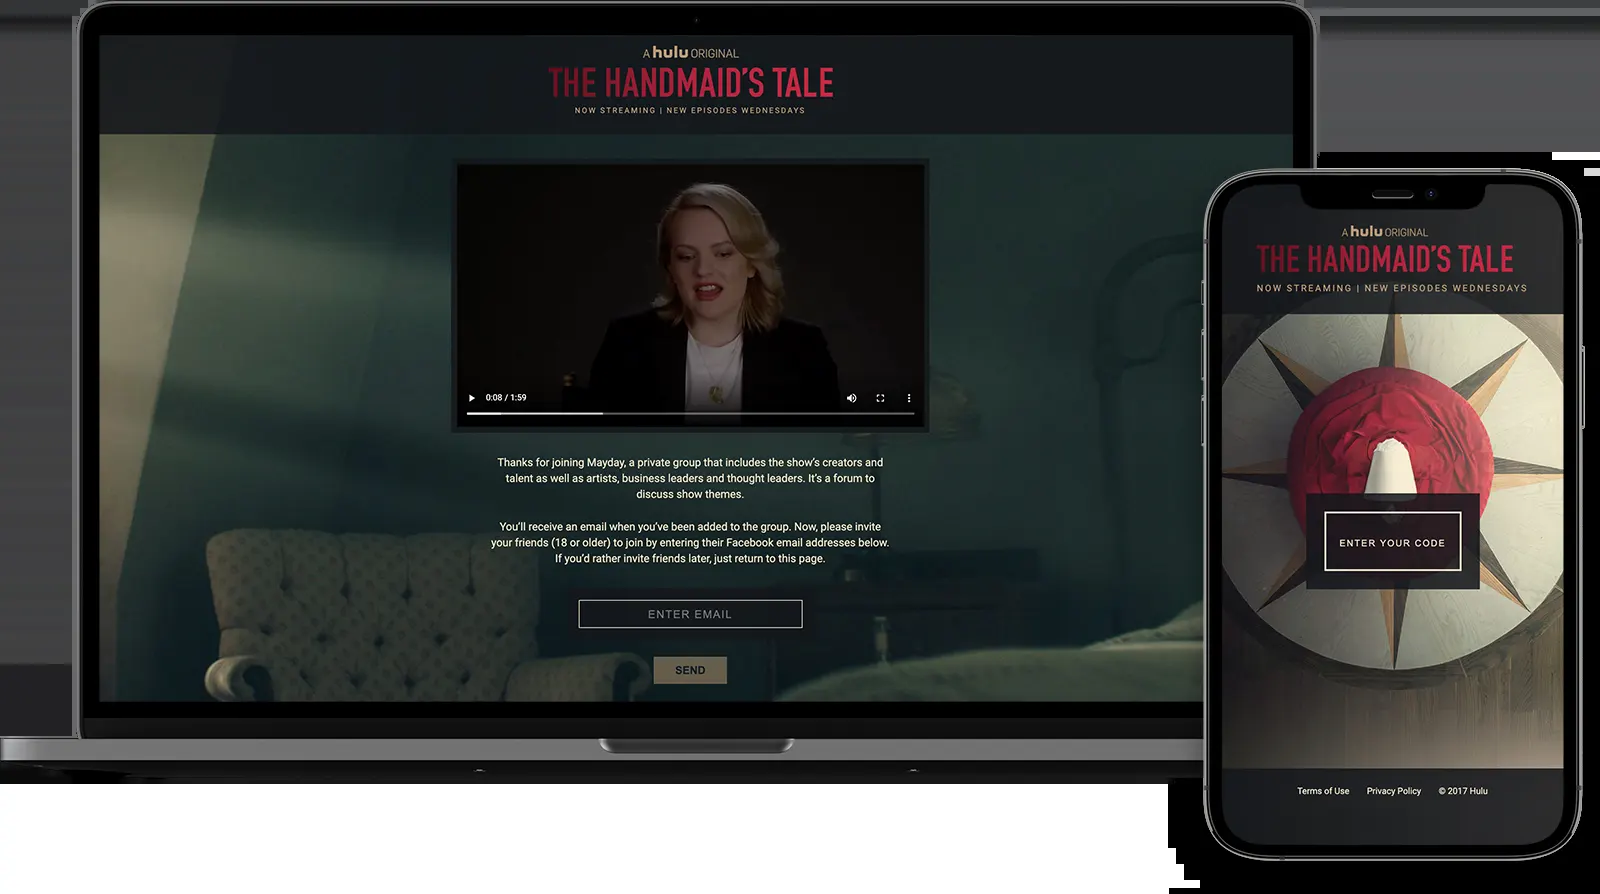 A hulu ORIGINAL
THE HANDMAID'S TALE
NOW STREAMING | NEW EPISODES WEDNESDAYS
0:08 / 1:59
Thanks for joining Mayday, a private group that includes the show's creators and
talent as well as artists, business leaders and thought leaders. It's a forum to
discuss show themes.
You'll receive an email when you've been added to the group. Now, please invite
your friends (18 or older) to join by entering their Facebook email addresses below.
If you'd rather invite friends later, just return to this page.
ENTER EMAIL
SEND
A hulu ORIGINAL
THE HANDMAID'S TALE
NOW STREAMING | NEW EPISODES WEDNESDAYS
ENTER YOUR CODE
Terms of Use Privacy Policy © 2017 Hulu